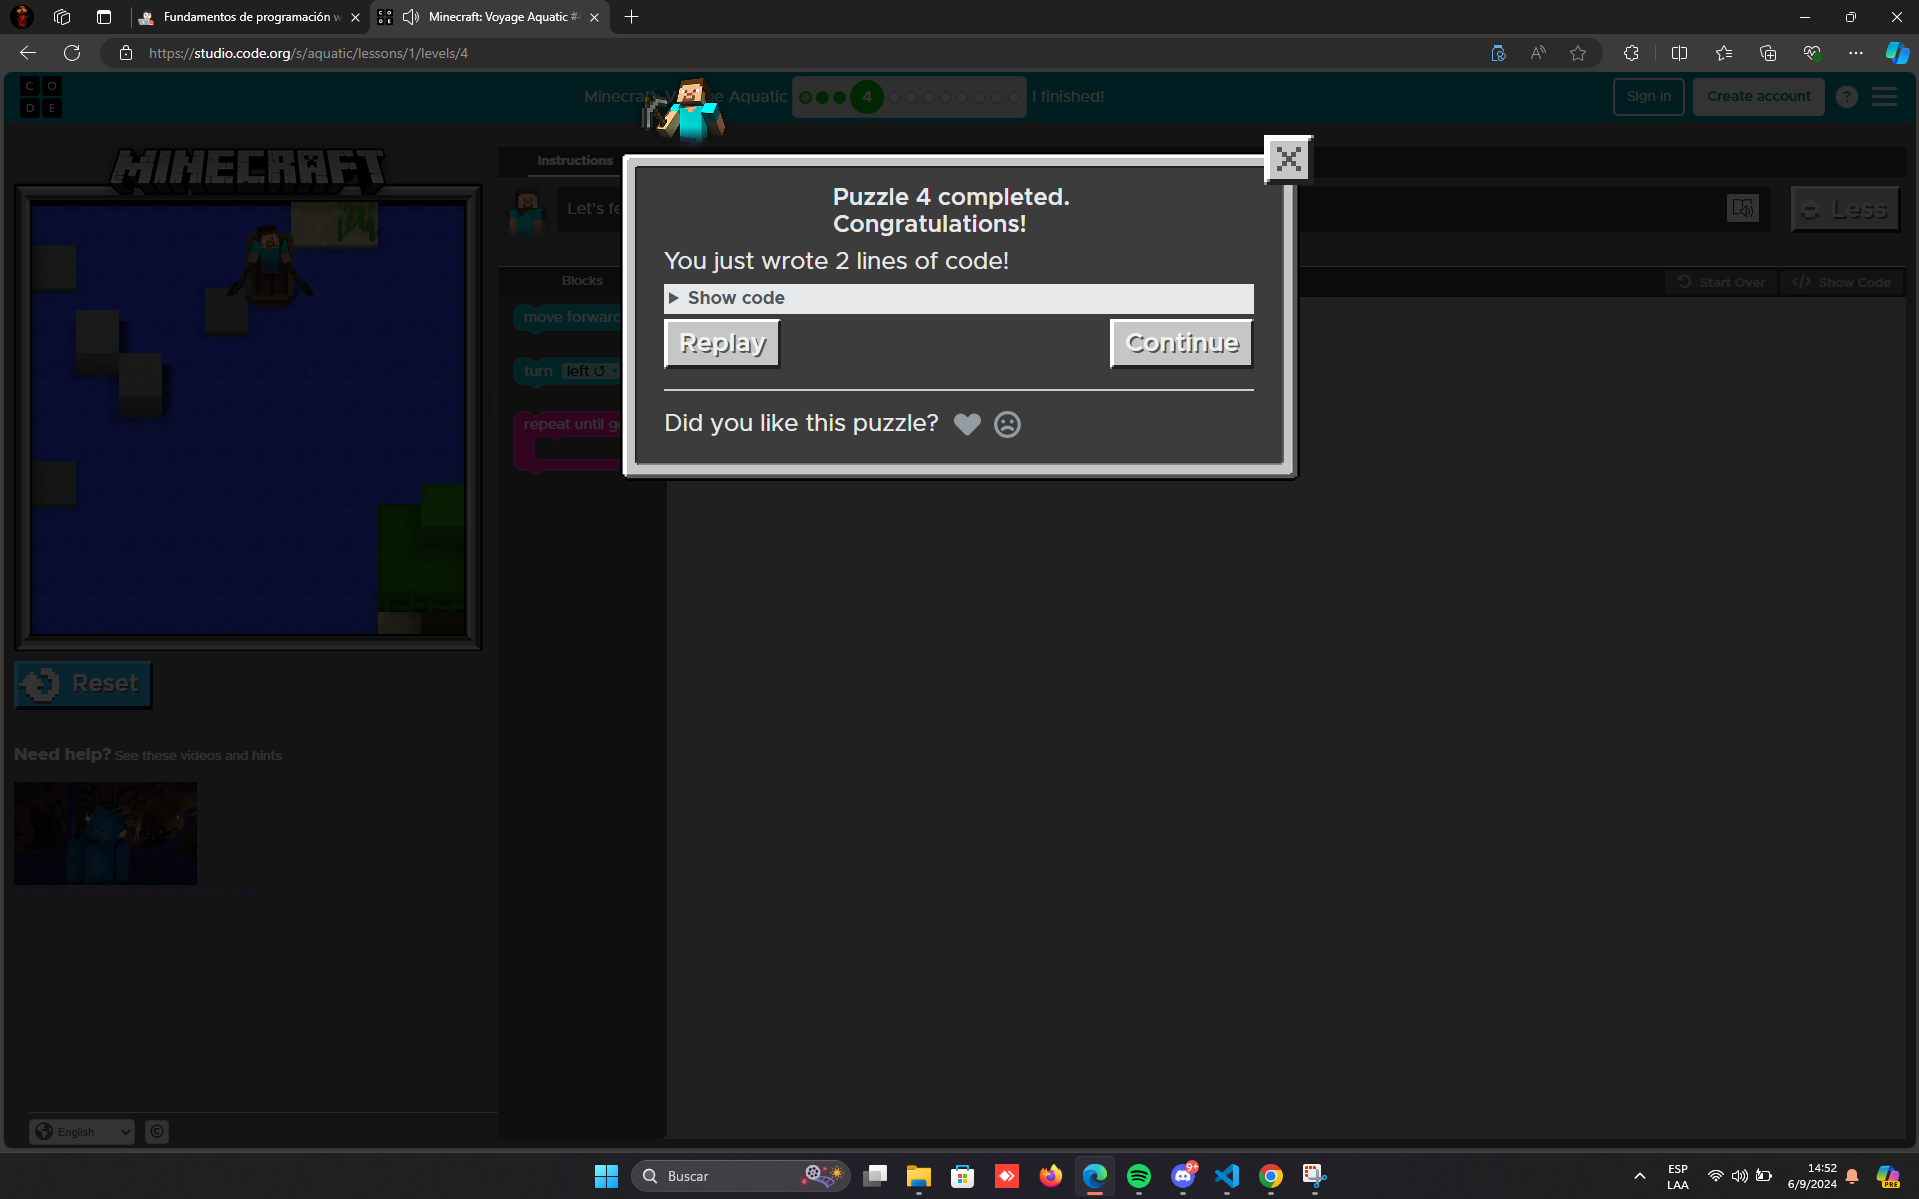 Fundamentos de programación w
Minecraft: Voyage Aquatic #
https://studio.code.org/s/aquatic/lessons/1/levels/4
CODE
Minecraft: Voyage Aquatic
4
I finished!
Sign in
Create account
?
MINECRAFT
Instructions
Let's fe
Less
Puzzle 4 completed.
Congratulations!
You just wrote 2 lines of code!
Show code
Replay
Continue
Did you like this puzzle?
Blocks
Start Over
Show Code
move forward
turn left
repeat until g
Reset
Need help? See these videos and hints
English
©
Buscar
9+
ESP
LAA
14:52
6/9/2024
PRE